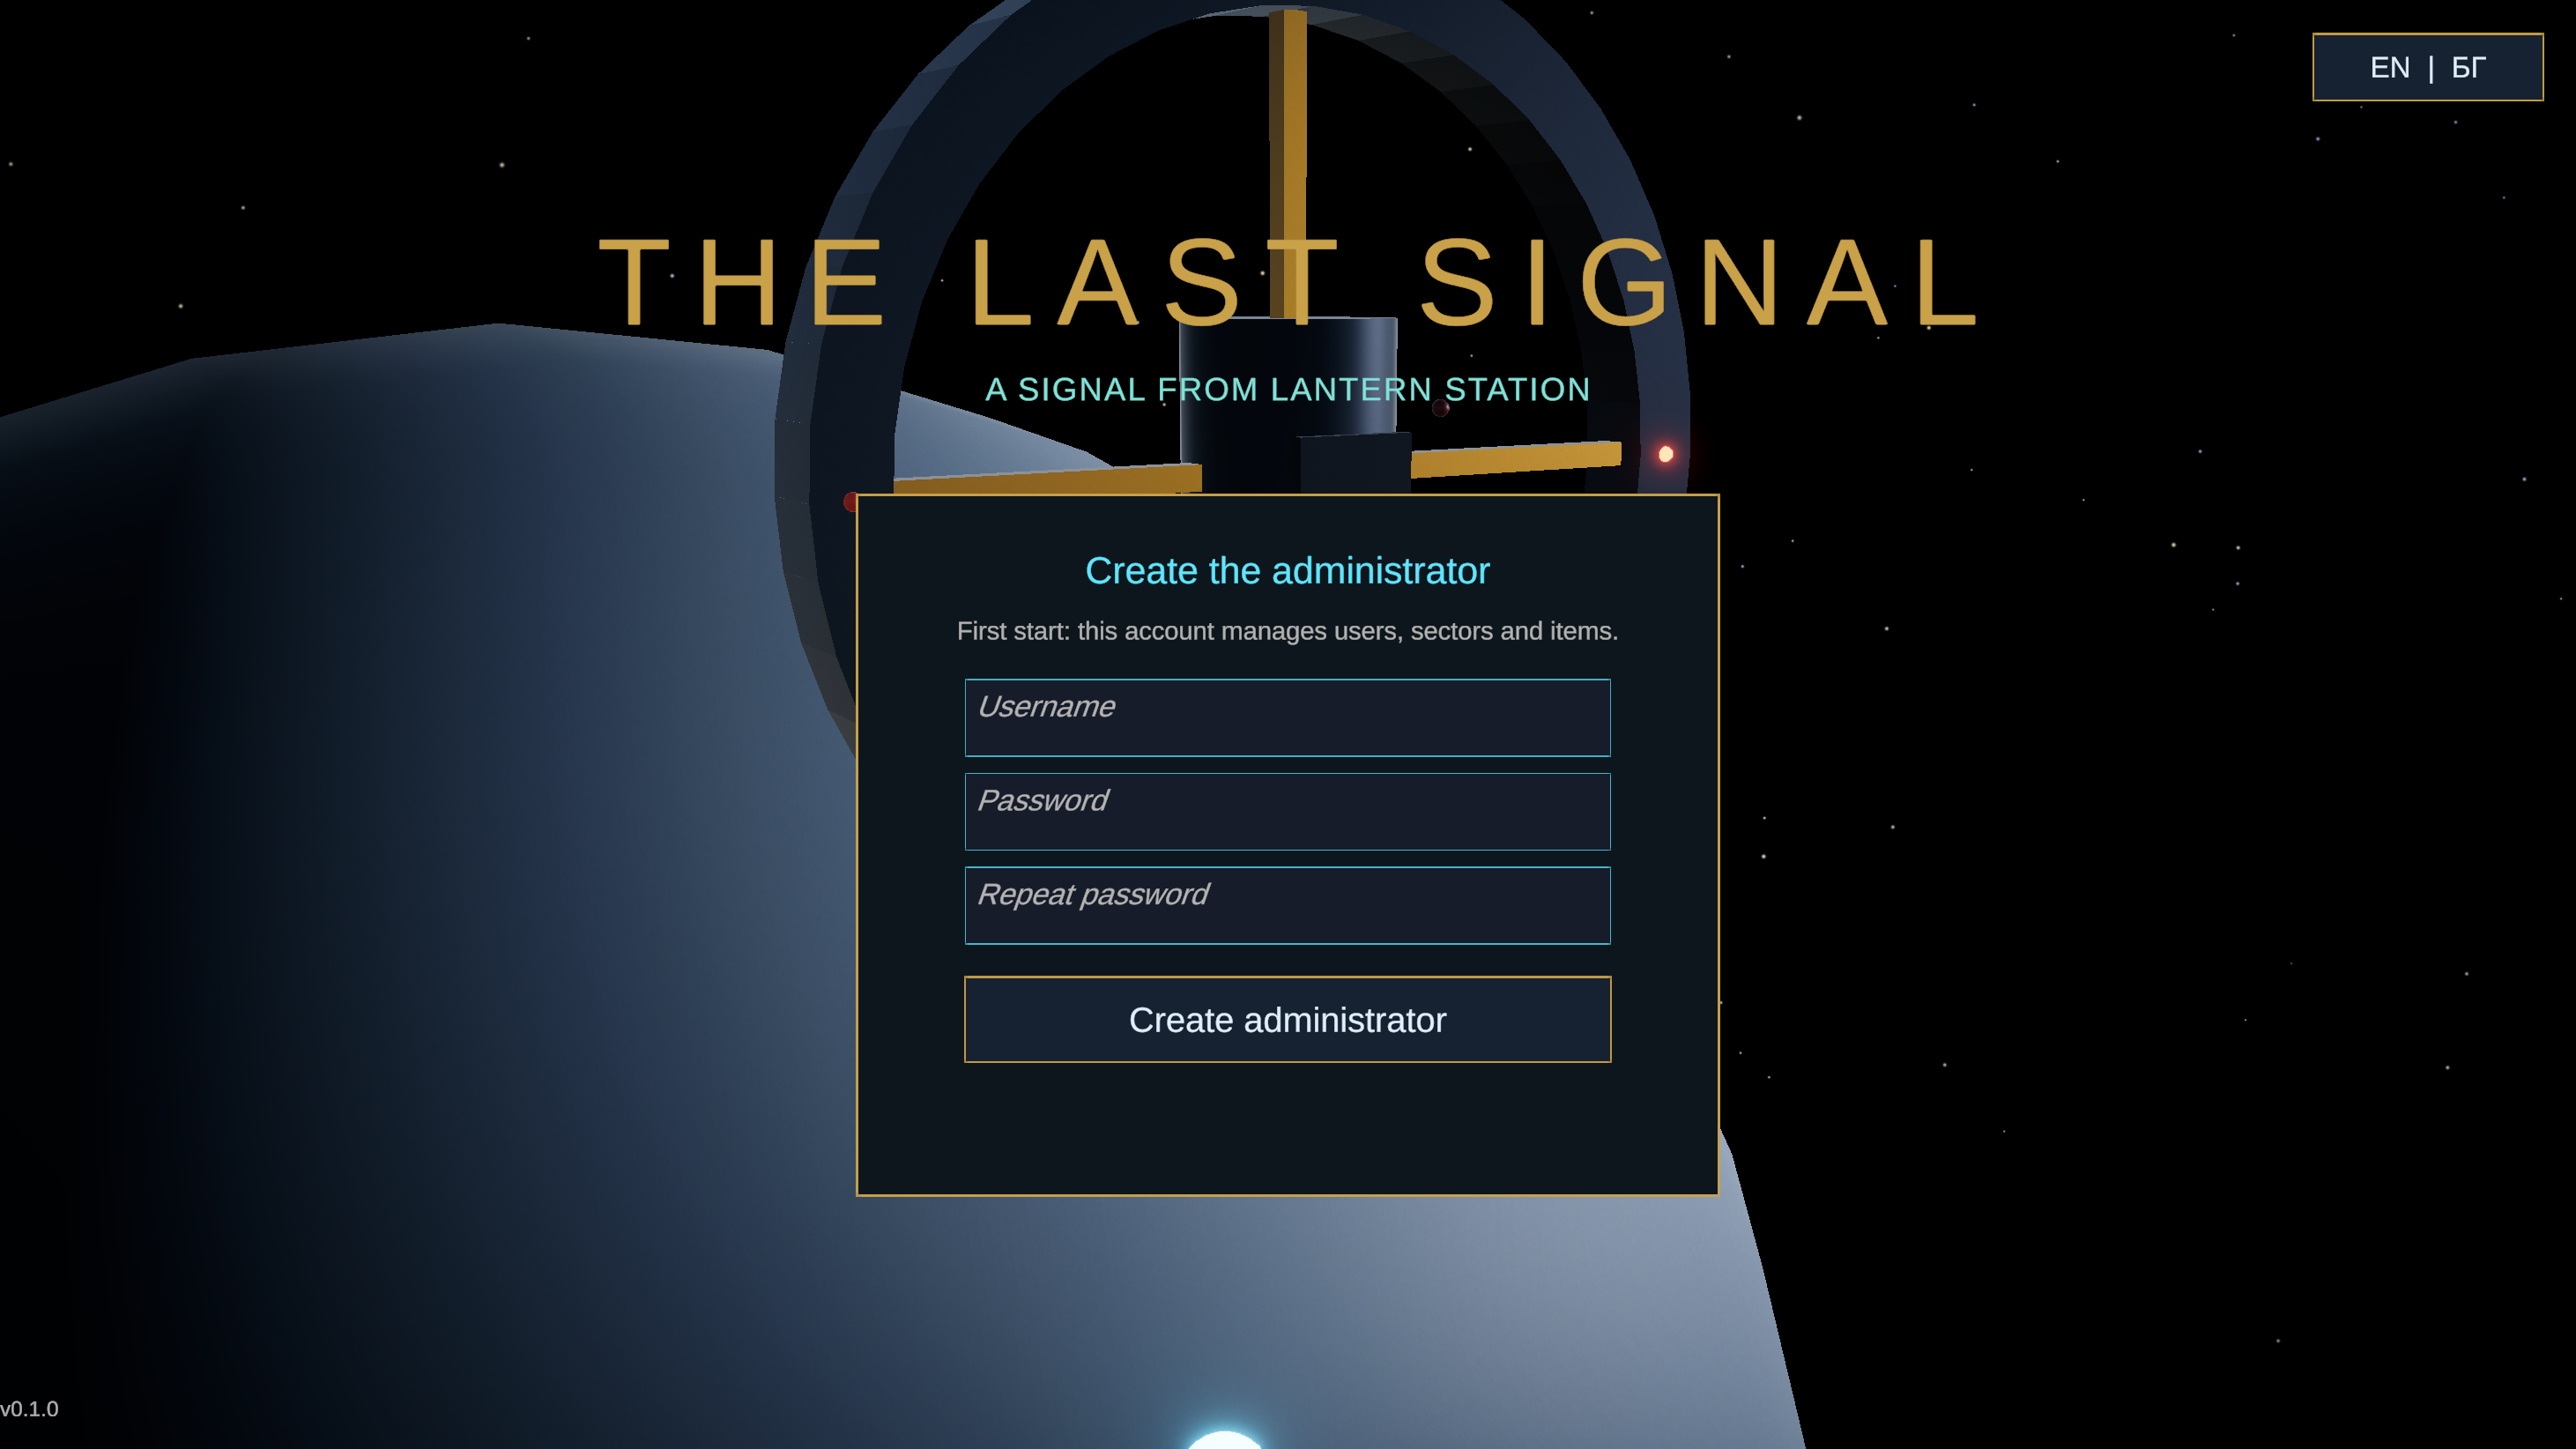 EN | БГ
THE LAST SIGNAL
A SIGNAL FROM LANTERN STATION
Create the administrator
First start: this account manages users, sectors and items.
Username
Password
Repeat password
Create administrator
v0.1.0